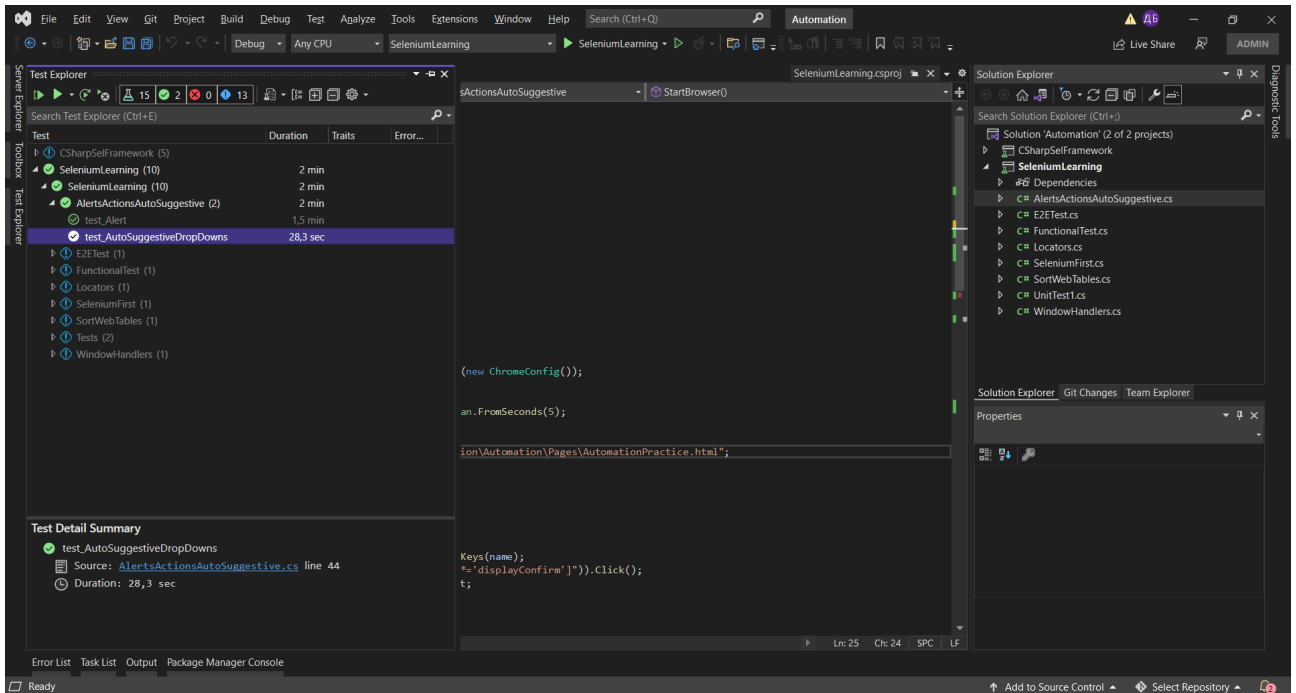 File Edit View Git Project Build Debug Test Analyze Tools Extensions Window Help Search (Ctrl+Q) Automation ДБ
Debug Any CPU SeleniumLearning SeleniumLearning Live Share ADMIN
Server Explorer
Toolbox
Test Explorer
Test Explorer
15 2 0 13
Search Test Explorer (Ctrl+E)
Test Duration Traits Error...
CSharpSelFramework (5)
SeleniumLearning (10) 2 min
SeleniumLearning (10) 2 min
AlertsActionsAutoSuggestive (2) 2 min
test_Alert 1,5 min
test_AutoSuggestiveDropDowns 28,3 sec
E2ETest (1)
FunctionalTest (1)
Locators (1)
SeleniumFirst (1)
SortWebTables (1)
Tests (2)
WindowHandlers (1)
Test Detail Summary
test_AutoSuggestiveDropDowns
Source: AlertsActionsAutoSuggestive.cs line 44
Duration: 28,3 sec
SeleniumLearning.csproj
sActionsAutoSuggestive StartBrowser()
(new ChromeConfig());
an.FromSeconds(5);
ion\Automation\Pages\AutomationPractice.html";
Keys(name);
*='displayConfirm']")).Click();
t;
Ln: 25 Ch: 24 SPC LF
Solution Explorer
Search Solution Explorer (Ctrl+;)
Solution 'Automation' (2 of 2 projects)
CSharpSelFramework
SeleniumLearning
Dependencies
C# AlertsActionsAutoSuggestive.cs
C# E2ETest.cs
C# FunctionalTest.cs
C# Locators.cs
C# SeleniumFirst.cs
C# SortWebTables.cs
C# UnitTest1.cs
C# WindowHandlers.cs
Solution Explorer Git Changes Team Explorer
Properties
Diagnostic Tools
Error List Task List Output Package Manager Console
Ready Add to Source Control Select Repository 2